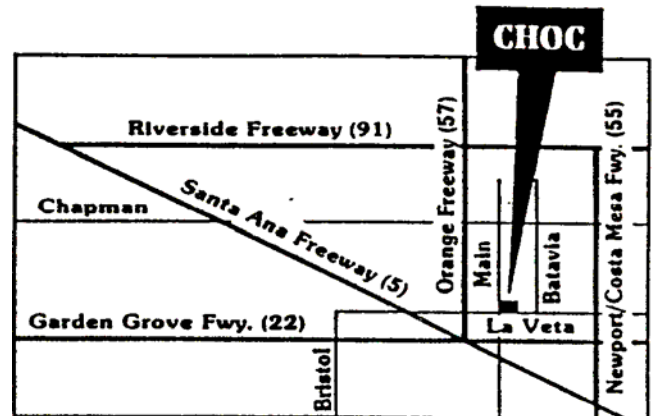 CHOC
Riverside Freeway (91)
Orange Freeway (57)
Newport/Costa Mesa Fwy. (55)
Santa Ana Freeway (5)
Chapman
Main
Batavia
Garden Grove Fwy. (22)
La Veta
Bristol